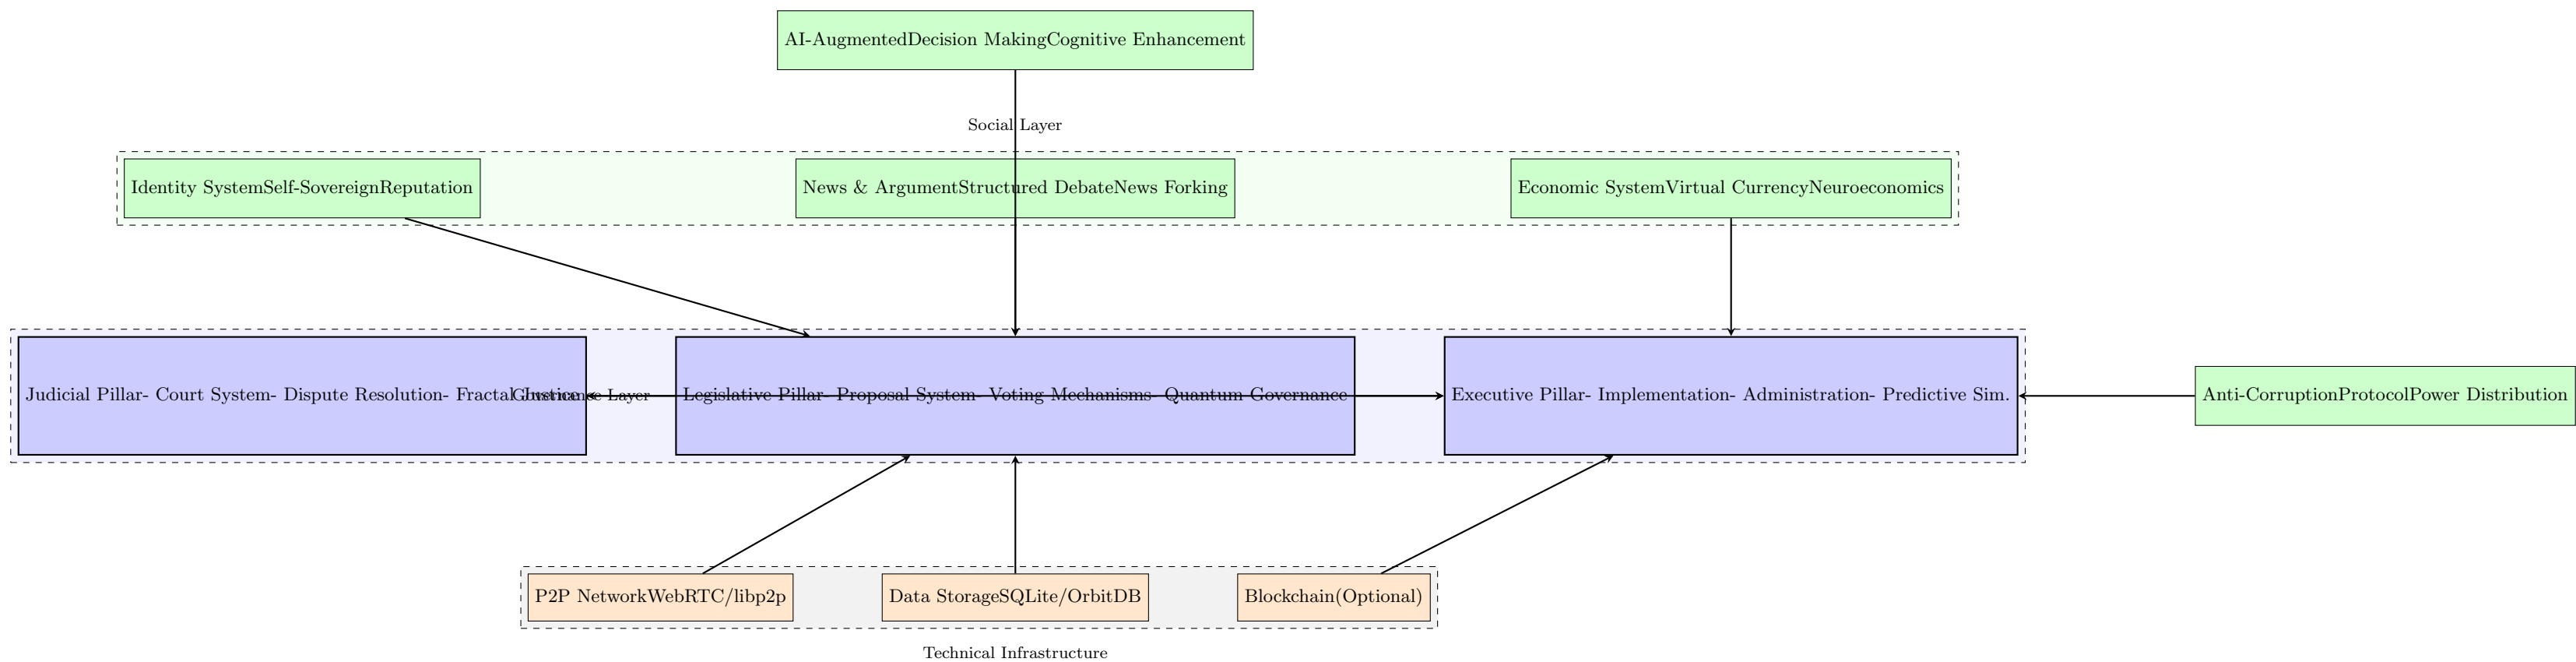 AI-AugmentedDecision MakingCognitive Enhancement
Social Layer
Identity SystemSelf-SovereignReputation
News & ArgumentStructured DebateNews Forking
Economic SystemVirtual CurrencyNeuroeconomics
Judicial Pillar- Court System- Dispute Resolution- Fractal Justice
Governance Layer
Legislative Pillar- Proposal System- Voting Mechanisms- Quantum Governance
Executive Pillar- Implementation- Administration- Predictive Sim.
Anti-CorruptionProtocolPower Distribution
P2P NetworkWebRTC/libp2p
Data StorageSQLite/OrbitDB
Blockchain(Optional)
Technical Infrastructure